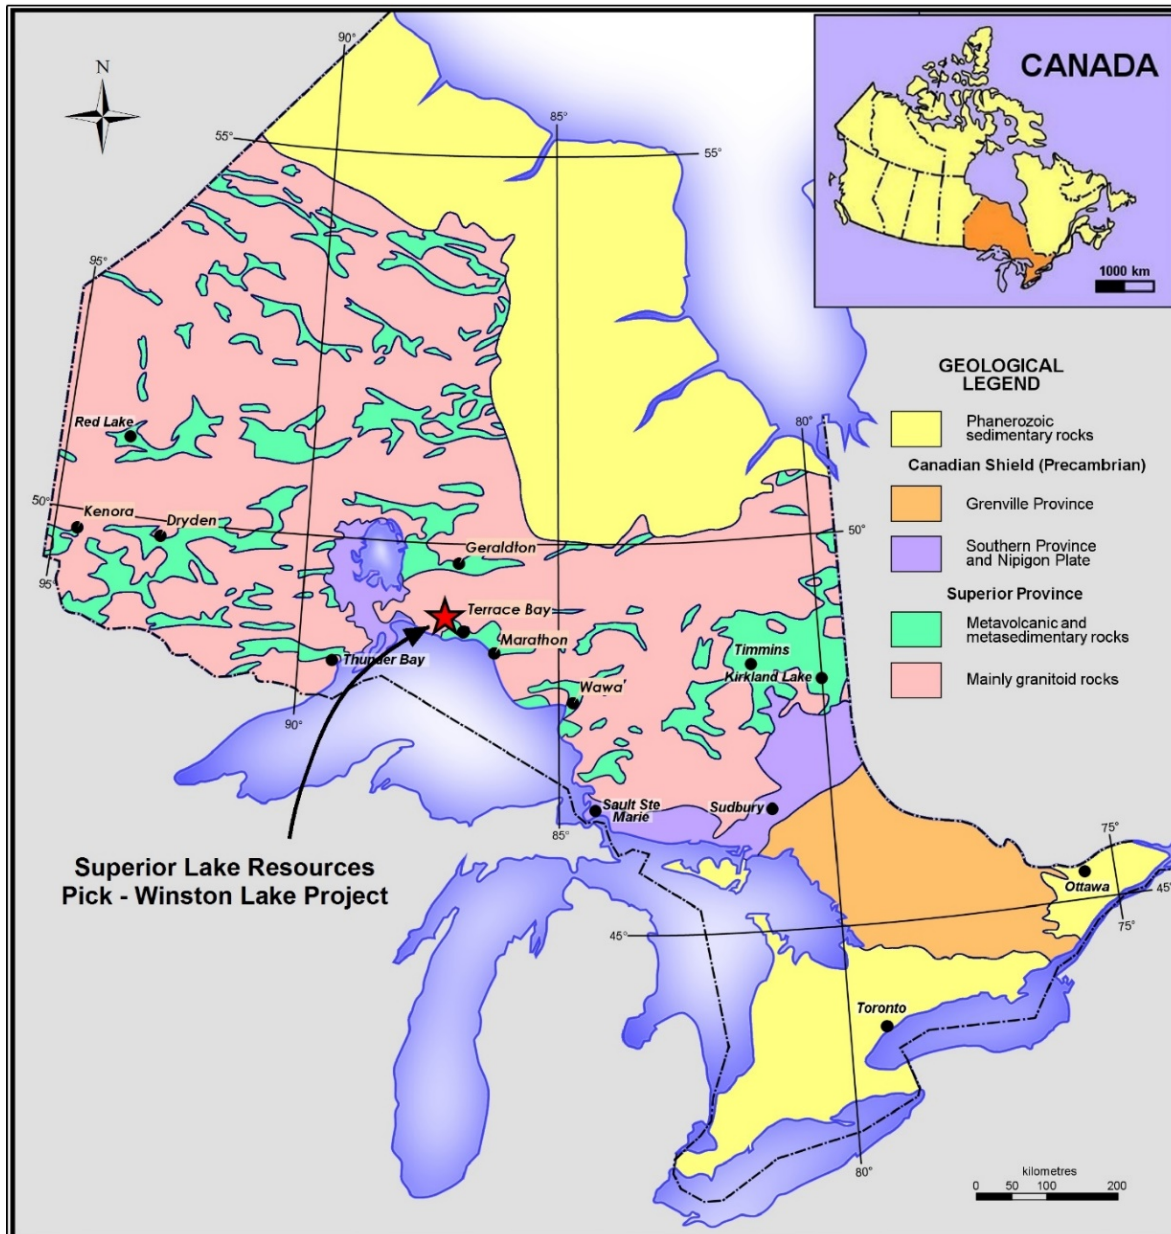 N
90°
85°
55°
55°
95°
CANADA
1000 km
GEOLOGICAL
LEGEND
Phanerozoic
sedimentary rocks
Canadian Shield (Precambrian)
Grenville Province
Southern Province
and Nipigon Plate
Superior Province
Metavolcanic and
metasedimentary rocks
Mainly granitoid rocks
80°
Red Lake
50°
Kenora
Dryden
50°
Geraldton
95°
Terrace Bay
Marathon
Timmins
Thunder Bay
Kirkland Lake
Wawa
90°
Sault Ste
Marie
Sudbury
85°
75°
Superior Lake Resources
Pick - Winston Lake Project
Ottawa
45°
75°
45°
Toronto
80°
kilometres
0 50 100 200